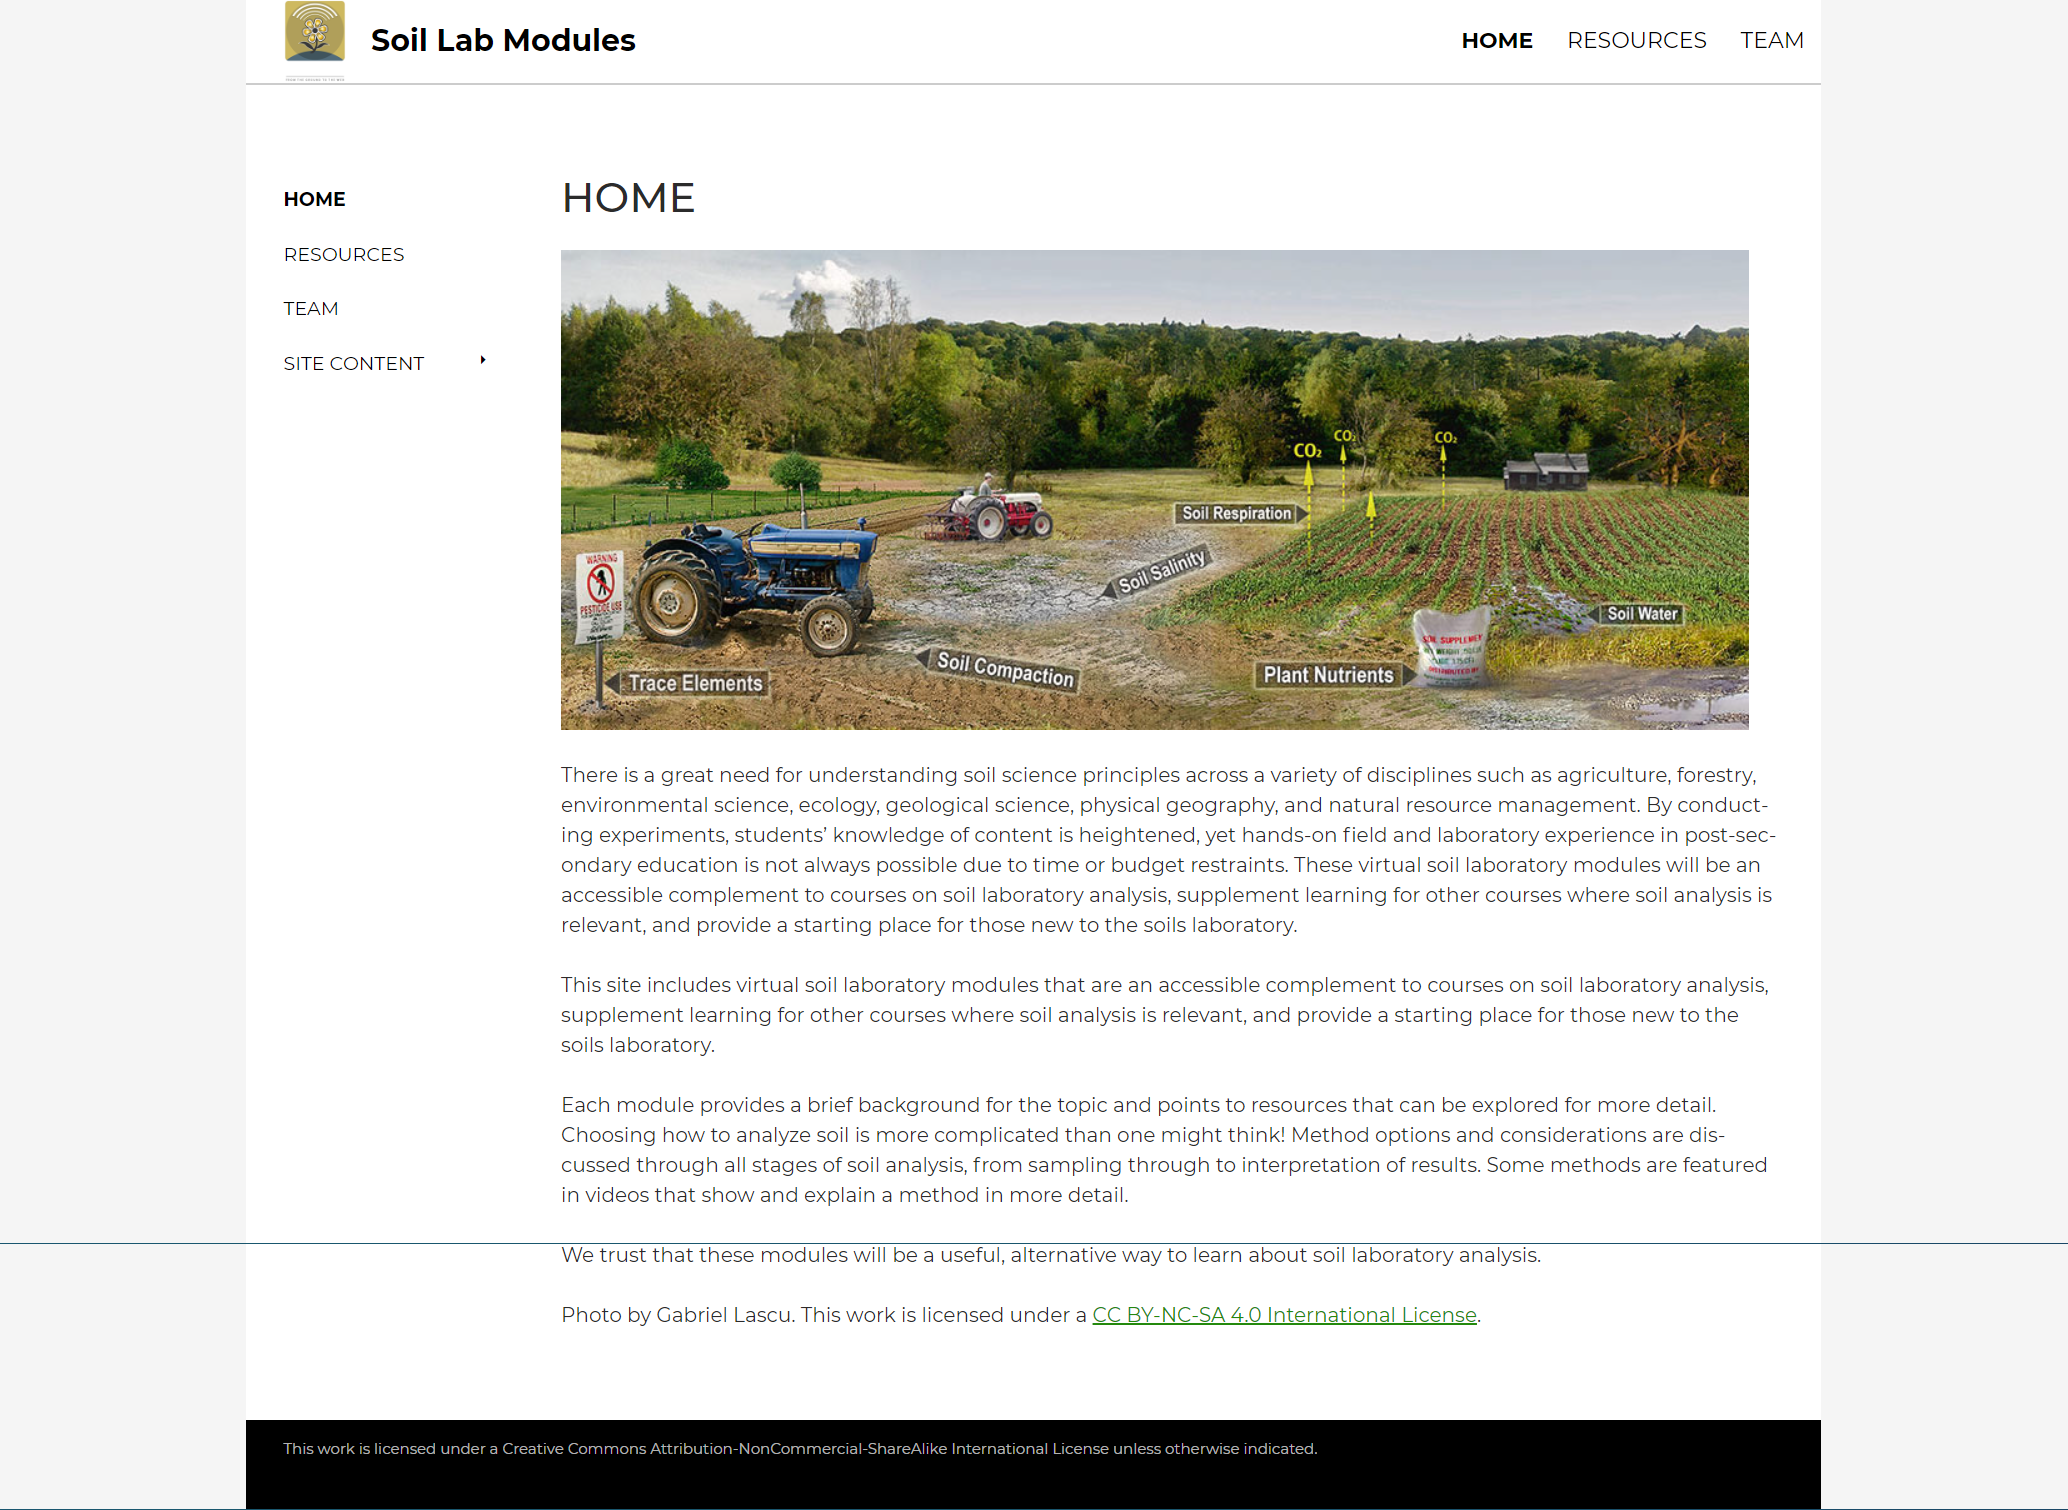 Soil Lab Modules
HOME RESOURCES TEAM
HOME
RESOURCES
TEAM
SITE CONTENT
HOME
CO₂
CO₂
CO₂
Soil Respiration
Soil Salinity
WARNING
PESTICIDE USE
Soil Water
SOIL SUPPLEMENT
Soil Compaction
Plant Nutrients
Trace Elements
There is a great need for understanding soil science principles across a variety of disciplines such as agriculture, forestry,
environmental science, ecology, geological science, physical geography, and natural resource management. By conduct-
ing experiments, students’ knowledge of content is heightened, yet hands-on field and laboratory experience in post-sec-
ondary education is not always possible due to time or budget restraints. These virtual soil laboratory modules will be an
accessible complement to courses on soil laboratory analysis, supplement learning for other courses where soil analysis is
relevant, and provide a starting place for those new to the soils laboratory.
This site includes virtual soil laboratory modules that are an accessible complement to courses on soil laboratory analysis,
supplement learning for other courses where soil analysis is relevant, and provide a starting place for those new to the
soils laboratory.
Each module provides a brief background for the topic and points to resources that can be explored for more detail.
Choosing how to analyze soil is more complicated than one might think! Method options and considerations are dis-
cussed through all stages of soil analysis, from sampling through to interpretation of results. Some methods are featured
in videos that show and explain a method in more detail.
We trust that these modules will be a useful, alternative way to learn about soil laboratory analysis.
Photo by Gabriel Lascu. This work is licensed under a CC BY-NC-SA 4.0 International License.
This work is licensed under a Creative Commons Attribution-NonCommercial-ShareAlike International License unless otherwise indicated.